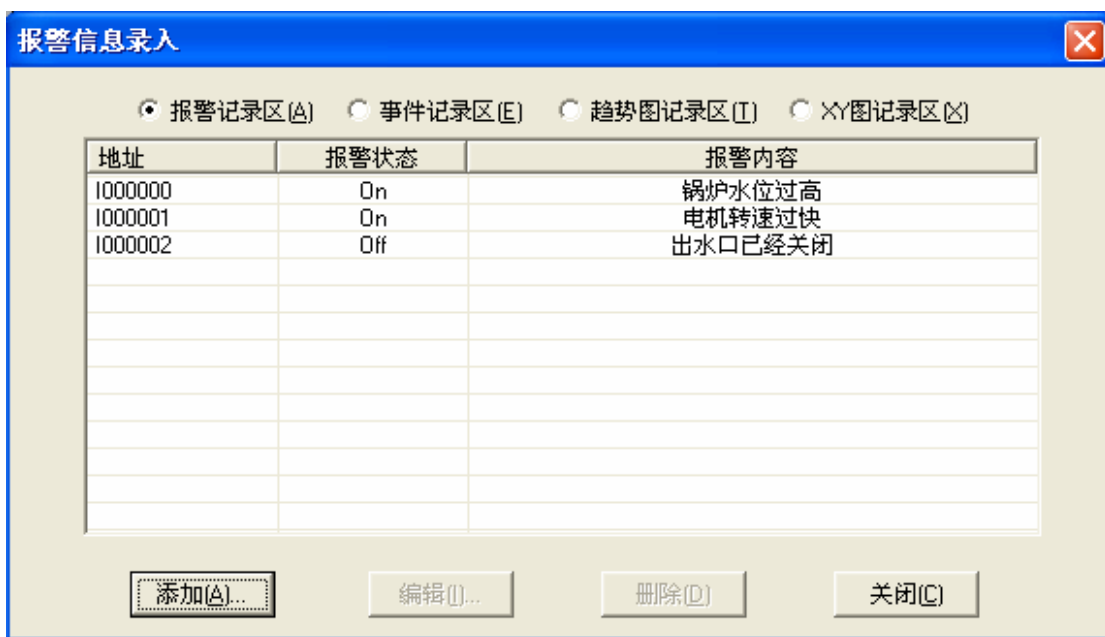 报警信息录入
报警记录区(A) 事件记录区(E) 趋势图记录区(T) XY图记录区(X)
地址 报警状态 报警内容
I000000 On 锅炉水位过高
I000001 On 电机转速过快
I000002 Off 出水口已经关闭
添加(A)... 编辑(I)... 删除(D) 关闭(C)